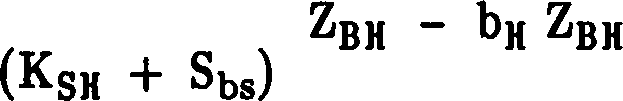 Z_BH - b_H Z_BH
(K_SH + S_bs)